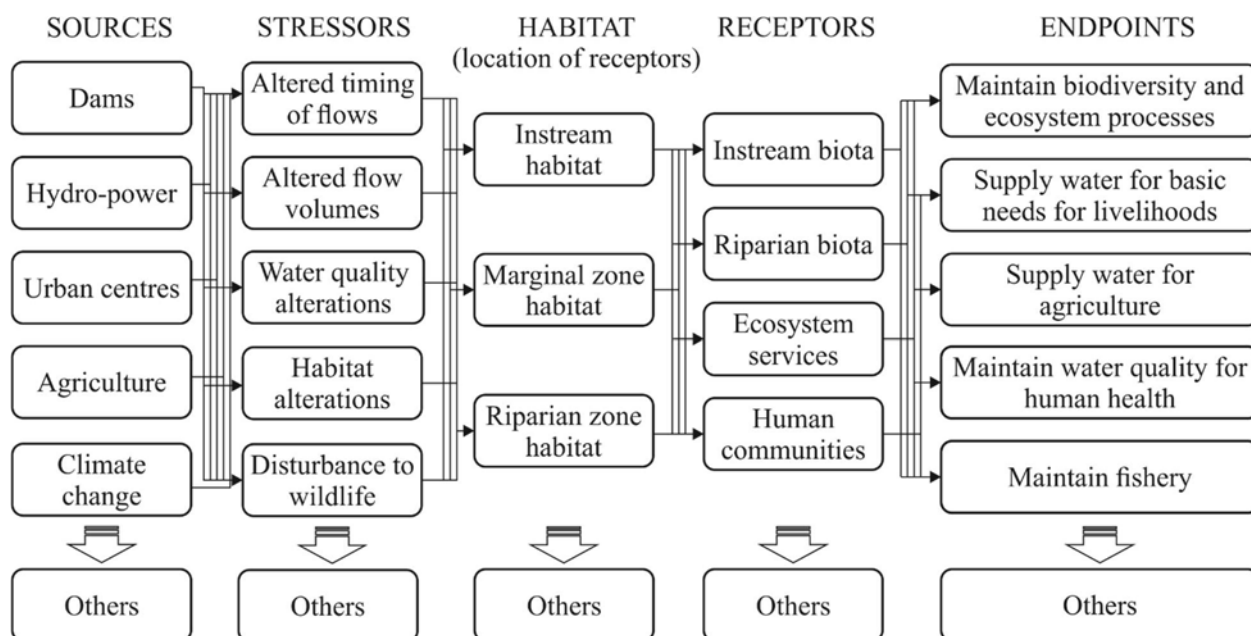 SOURCES
STRESSORS
HABITAT
(location of receptors)
RECEPTORS
ENDPOINTS
Dams
Hydro-power
Urban centres
Agriculture
Climate
change
Others
Altered timing
of flows
Altered flow
volumes
Water quality
alterations
Habitat
alterations
Disturbance to
wildlife
Others
Instream
habitat
Marginal zone
habitat
Riparian zone
habitat
Others
Instream biota
Riparian biota
Ecosystem
services
Human
communities
Others
Maintain biodiversity and
ecosystem processes
Supply water for basic
needs for livelihoods
Supply water for
agriculture
Maintain water quality for
human health
Maintain fishery
Others